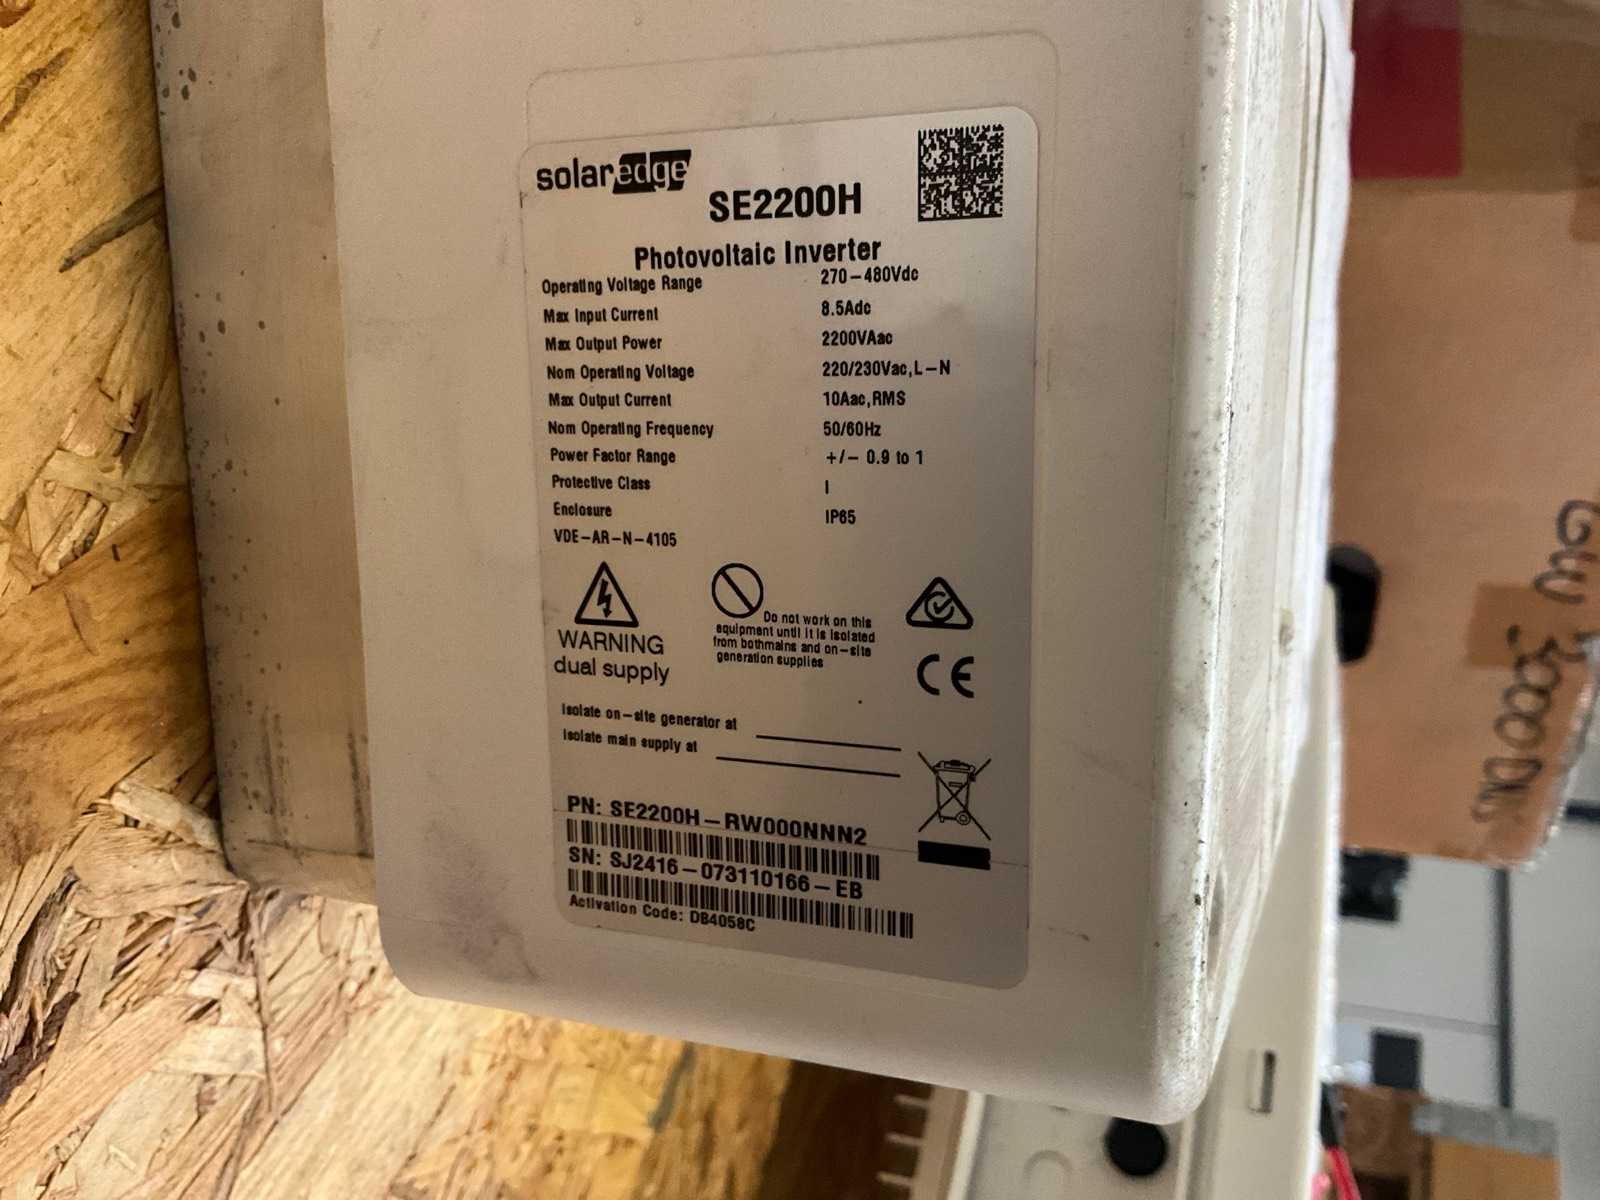 solaredge
SE2200H
Photovoltaic Inverter
Operating Voltage Range 270-480Vdc
Max Input Current 8.5Adc
Max Output Power 2200VAac
Nom Operating Voltage 220/230Vac,L-N
Max Output Current 10Aac,RMS
Nom Operating Frequency 50/60Hz
Power Factor Range +/- 0.9 to 1
Protective Class I
Enclosure IP65
VDE-AR-N-4105
WARNING
dual supply
Do not work on this
equipment until it is isolated
from bothmains and on-site
generation supplies
CE
Isolate on-site generator at
Isolate main supply at
PN: SE2200H-RW000NNN2
SN: SJ2416-073110166-EB
Activation Code: DB4058C
GW
3000